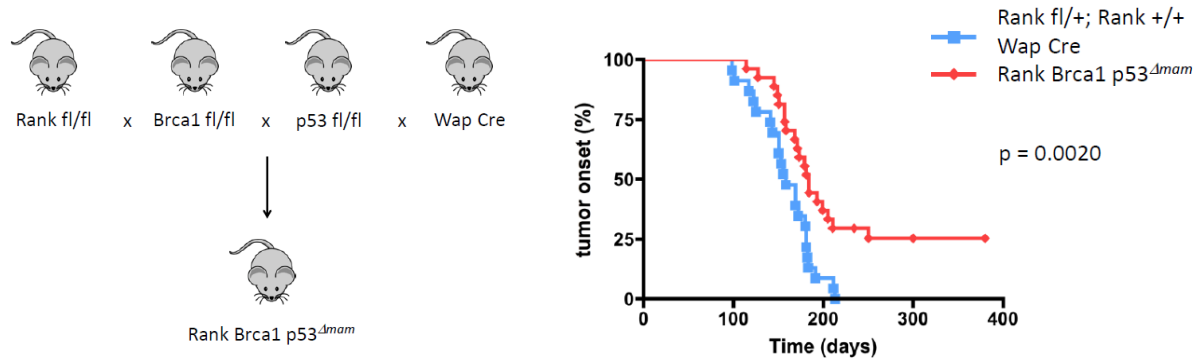 Rank fl/fl x Brca1 fl/fl x p53 fl/fl x Wap Cre
Rank Brca1 p53Δmam
Rank fl/+; Rank +/+
Wap Cre
Rank Brca1 p53Δmam
p = 0.0020
tumor onset (%)
100
75
50
25
0
0 100 200 300 400
Time (days)